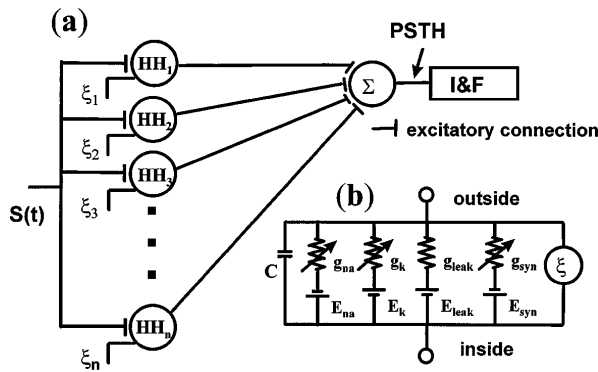 (a)
PSTH
HH1
ξ1
Σ
I&F
HH2
ξ2
excitatory connection
HH3
ξ3
S(t)
HHn
ξn
(b)
outside
C
gna
gk
gleak
gsyn
ξ
Ena
Ek
Eleak
Esyn
inside